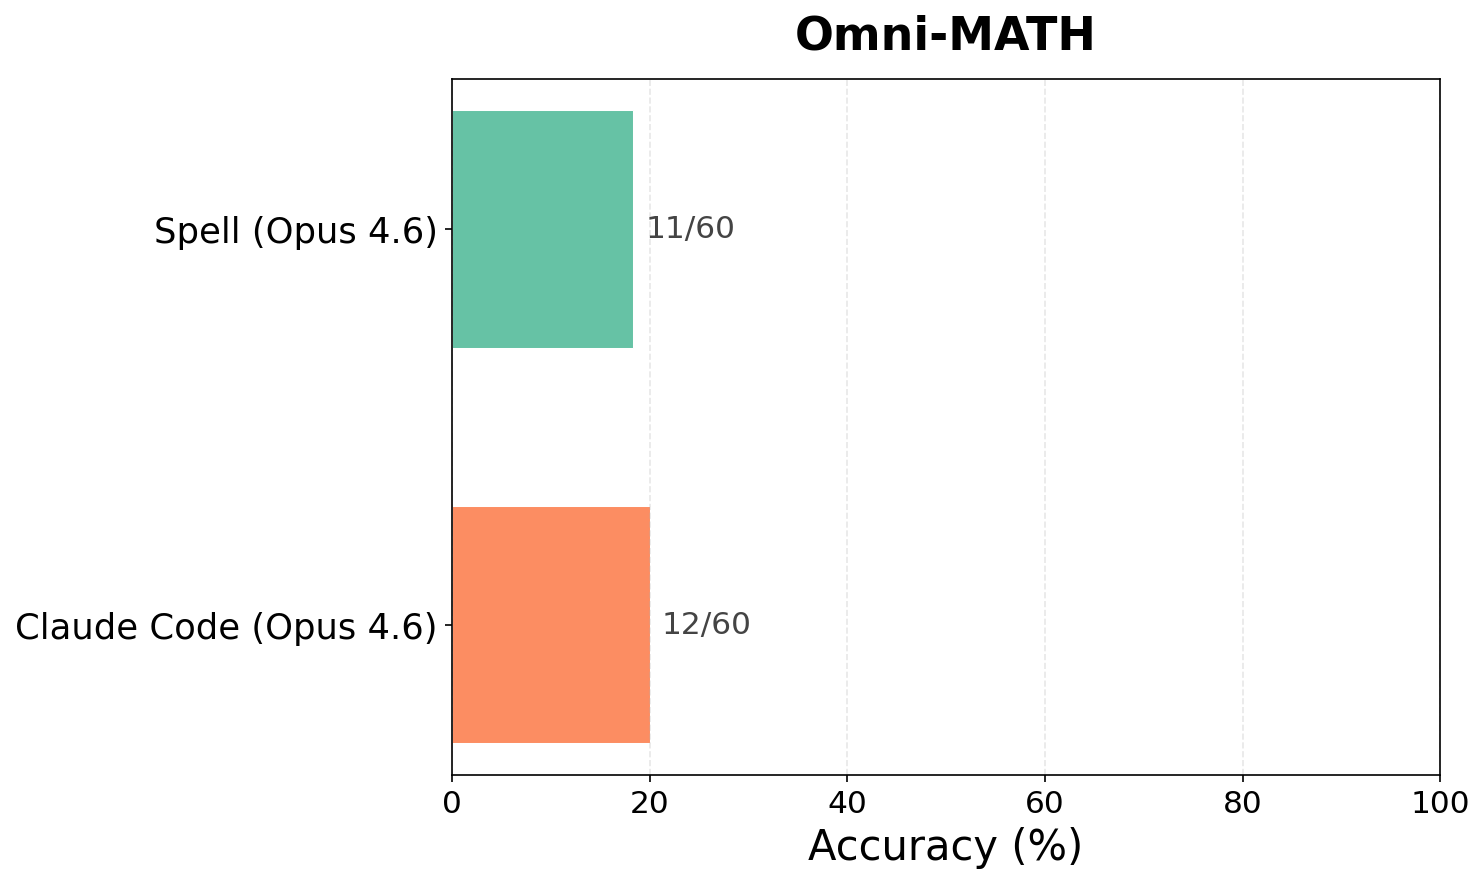 Omni-MATH
Spell (Opus 4.6)
11/60
Claude Code (Opus 4.6)
12/60
0 20 40 60 80 100
Accuracy (%)